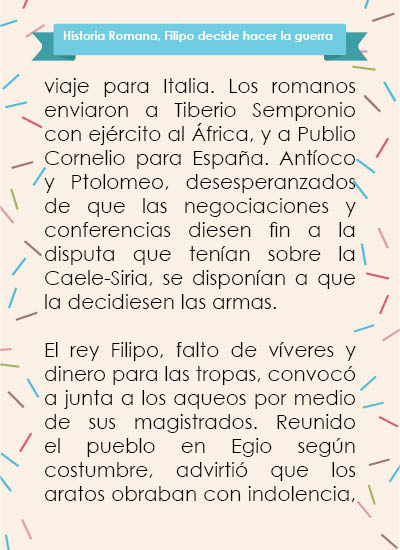 Historia Romana, Filipo decide hacer la guerra
viaje para Italia. Los romanos
enviaron a Tiberio Sempronio
con ejército al África, y a Publio
Cornelio para España. Antíoco
y Ptolomeo, desesperanzados
de que las negociaciones y
conferencias diesen fin a la
disputa que tenían sobre la
Caele-Siria, se disponían a que
la decidiesen las armas.
El rey Filipo, falto de víveres y
dinero para las tropas, convocó
a junta a los aqueos por medio
de sus magistrados. Reunido
el pueblo en Egio según
costumbre, advirtió que los
aratos obraban con indolencia,